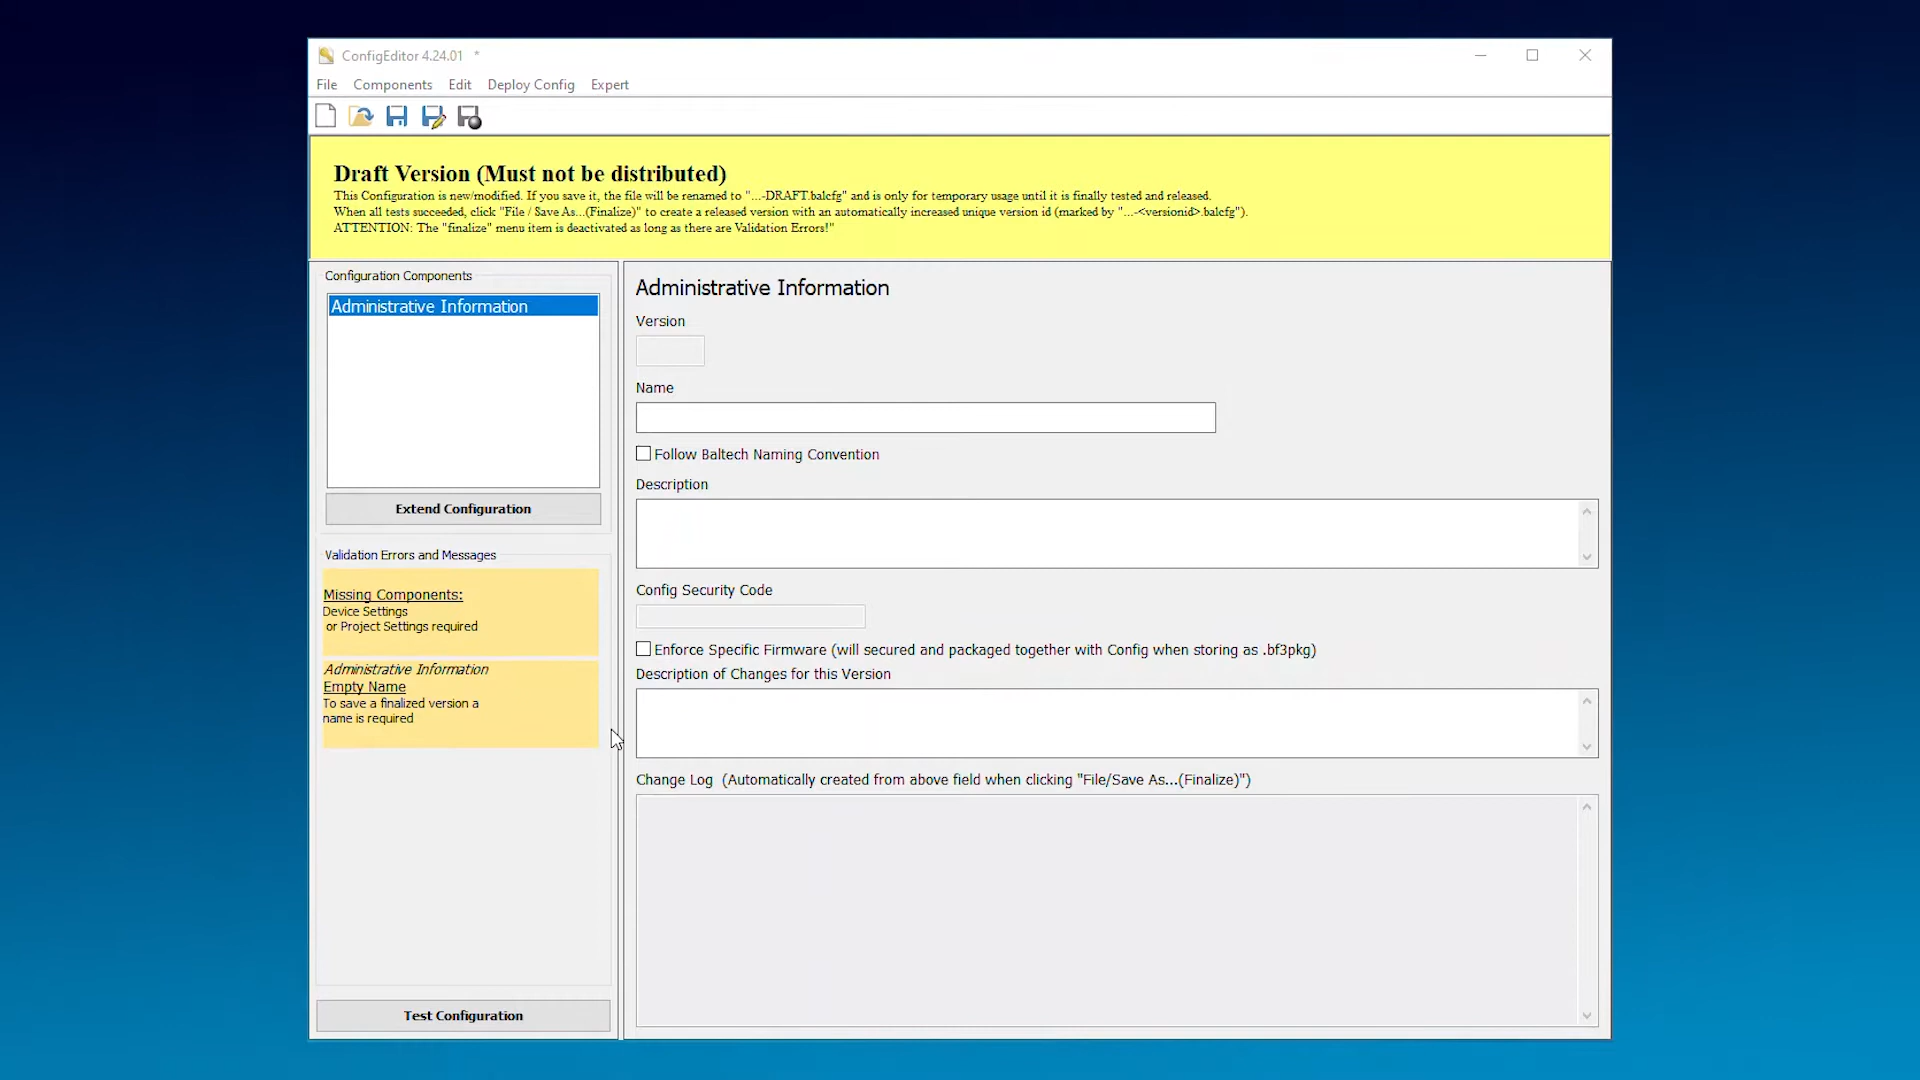 ConfigEditor 4.24.01 *
File Components Edit Deploy Config Expert
Draft Version (Must not be distributed)
This Configuration is new/modified. If you save it, the file will be renamed to "...-DRAFT.balcfg" and is only for temporary usage until it is finally tested and released.
When all tests succeeded, click "File / Save As...(Finalize)" to create a released version with an automatically increased unique version id (marked by "...-<versionid>.balcfg").
ATTENTION: The "finalize" menu item is deactivated as long as there are Validation Errors!"
Configuration Components
Administrative Information
Extend Configuration
Validation Errors and Messages
Missing Components:
Device Settings
or Project Settings required
Administrative Information
Empty Name
To save a finalized version a
name is required
Test Configuration
Administrative Information
Version
Name
Follow Baltech Naming Convention
Description
Config Security Code
Enforce Specific Firmware (will secured and packaged together with Config when storing as .bf3pkg)
Description of Changes for this Version
Change Log (Automatically created from above field when clicking "File/Save As...(Finalize)")